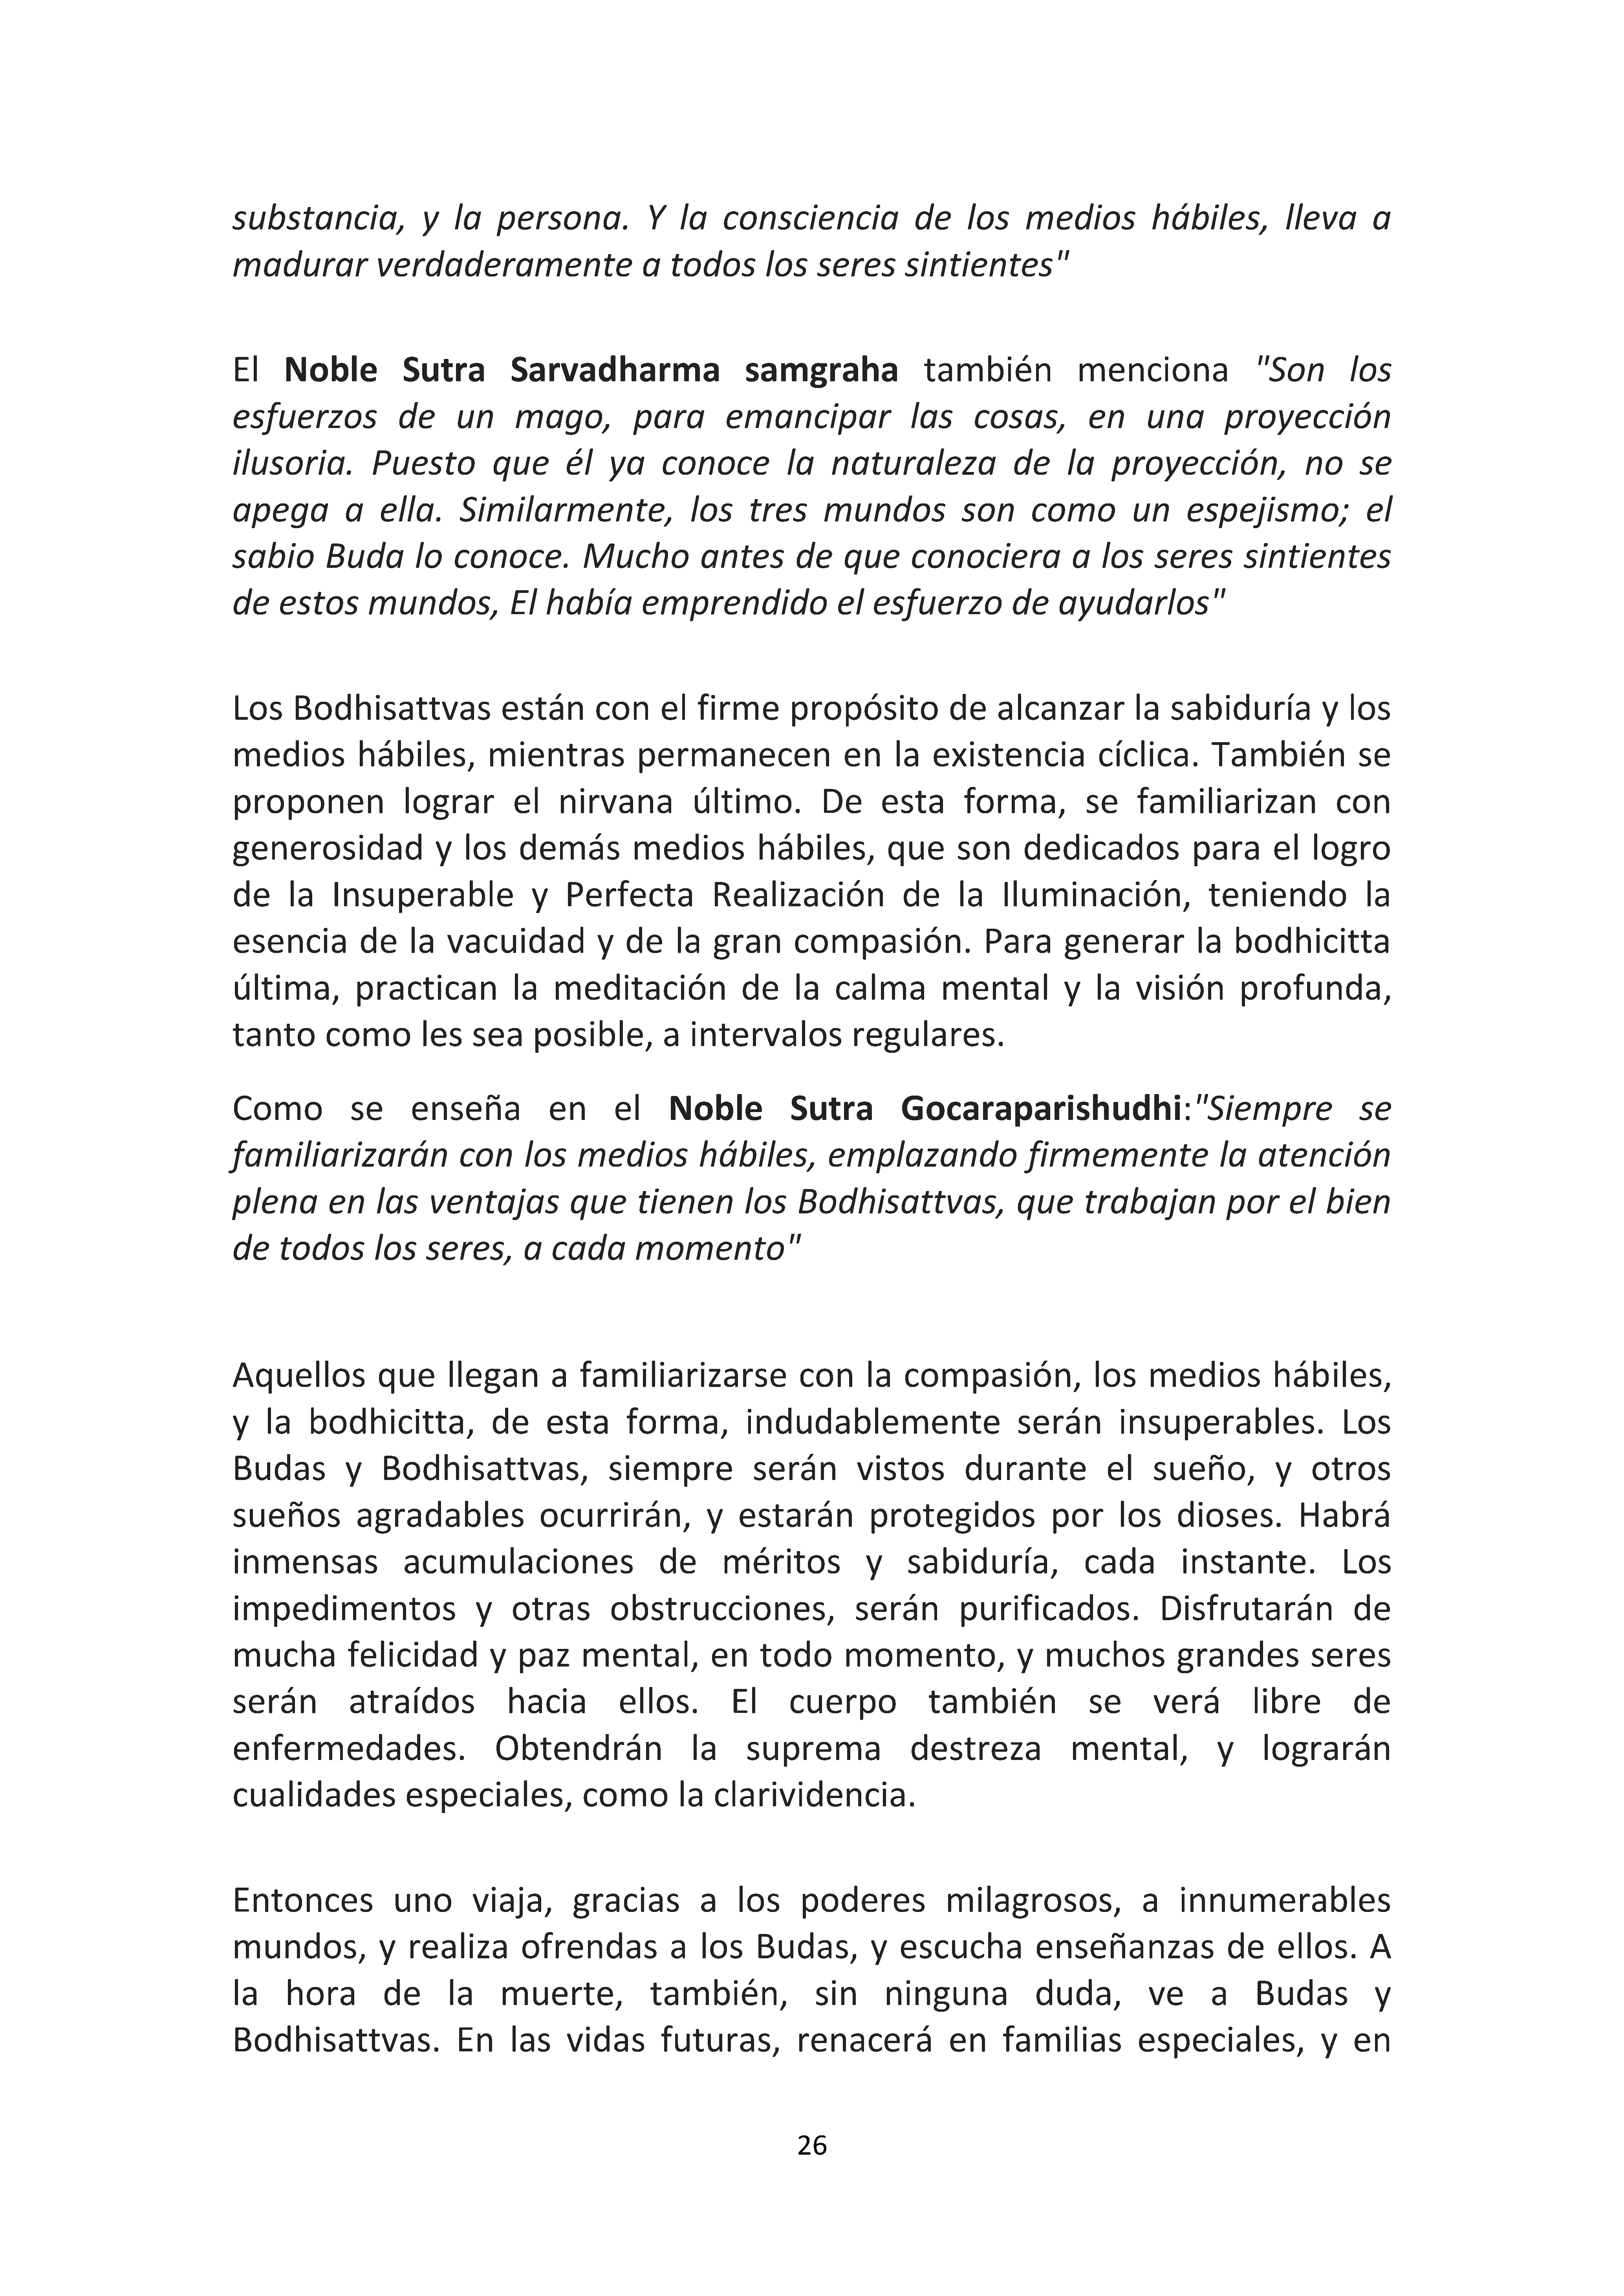 substancia, y la persona. Y la consciencia de los medios hábiles, lleva a
madurar verdaderamente a todos los seres sintientes"
El Noble Sutra Sarvadharma samgraha también menciona "Son los
esfuerzos de un mago, para emancipar las cosas, en una proyección
ilusoria. Puesto que él ya conoce la naturaleza de la proyección, no se
apega a ella. Similarmente, los tres mundos son como un espejismo; el
sabio Buda lo conoce. Mucho antes de que conociera a los seres sintientes
de estos mundos, El había emprendido el esfuerzo de ayudarlos"
Los Bodhisattvas están con el firme propósito de alcanzar la sabiduría y los
medios hábiles, mientras permanecen en la existencia cíclica. También se
proponen lograr el nirvana último. De esta forma, se familiarizan con
generosidad y los demás medios hábiles, que son dedicados para el logro
de la Insuperable y Perfecta Realización de la Iluminación, teniendo la
esencia de la vacuidad y de la gran compasión. Para generar la bodhicitta
última, practican la meditación de la calma mental y la visión profunda,
tanto como les sea posible, a intervalos regulares.
Como se enseña en el Noble Sutra Gocaraparishudhi:"Siempre se
familiarizarán con los medios hábiles, emplazando firmemente la atención
plena en las ventajas que tienen los Bodhisattvas, que trabajan por el bien
de todos los seres, a cada momento"
Aquellos que llegan a familiarizarse con la compasión, los medios hábiles,
y la bodhicitta, de esta forma, indudablemente serán insuperables. Los
Budas y Bodhisattvas, siempre serán vistos durante el sueño, y otros
sueños agradables ocurrirán, y estarán protegidos por los dioses. Habrá
inmensas acumulaciones de méritos y sabiduría, cada instante. Los
impedimentos y otras obstrucciones, serán purificados. Disfrutarán de
mucha felicidad y paz mental, en todo momento, y muchos grandes seres
serán atraídos hacia ellos. El cuerpo también se verá libre de
enfermedades. Obtendrán la suprema destreza mental, y lograrán
cualidades especiales, como la clarividencia.
Entonces uno viaja, gracias a los poderes milagrosos, a innumerables
mundos, y realiza ofrendas a los Budas, y escucha enseñanzas de ellos. A
la hora de la muerte, también, sin ninguna duda, ve a Budas y
Bodhisattvas. En las vidas futuras, renacerá en familias especiales, y en
26